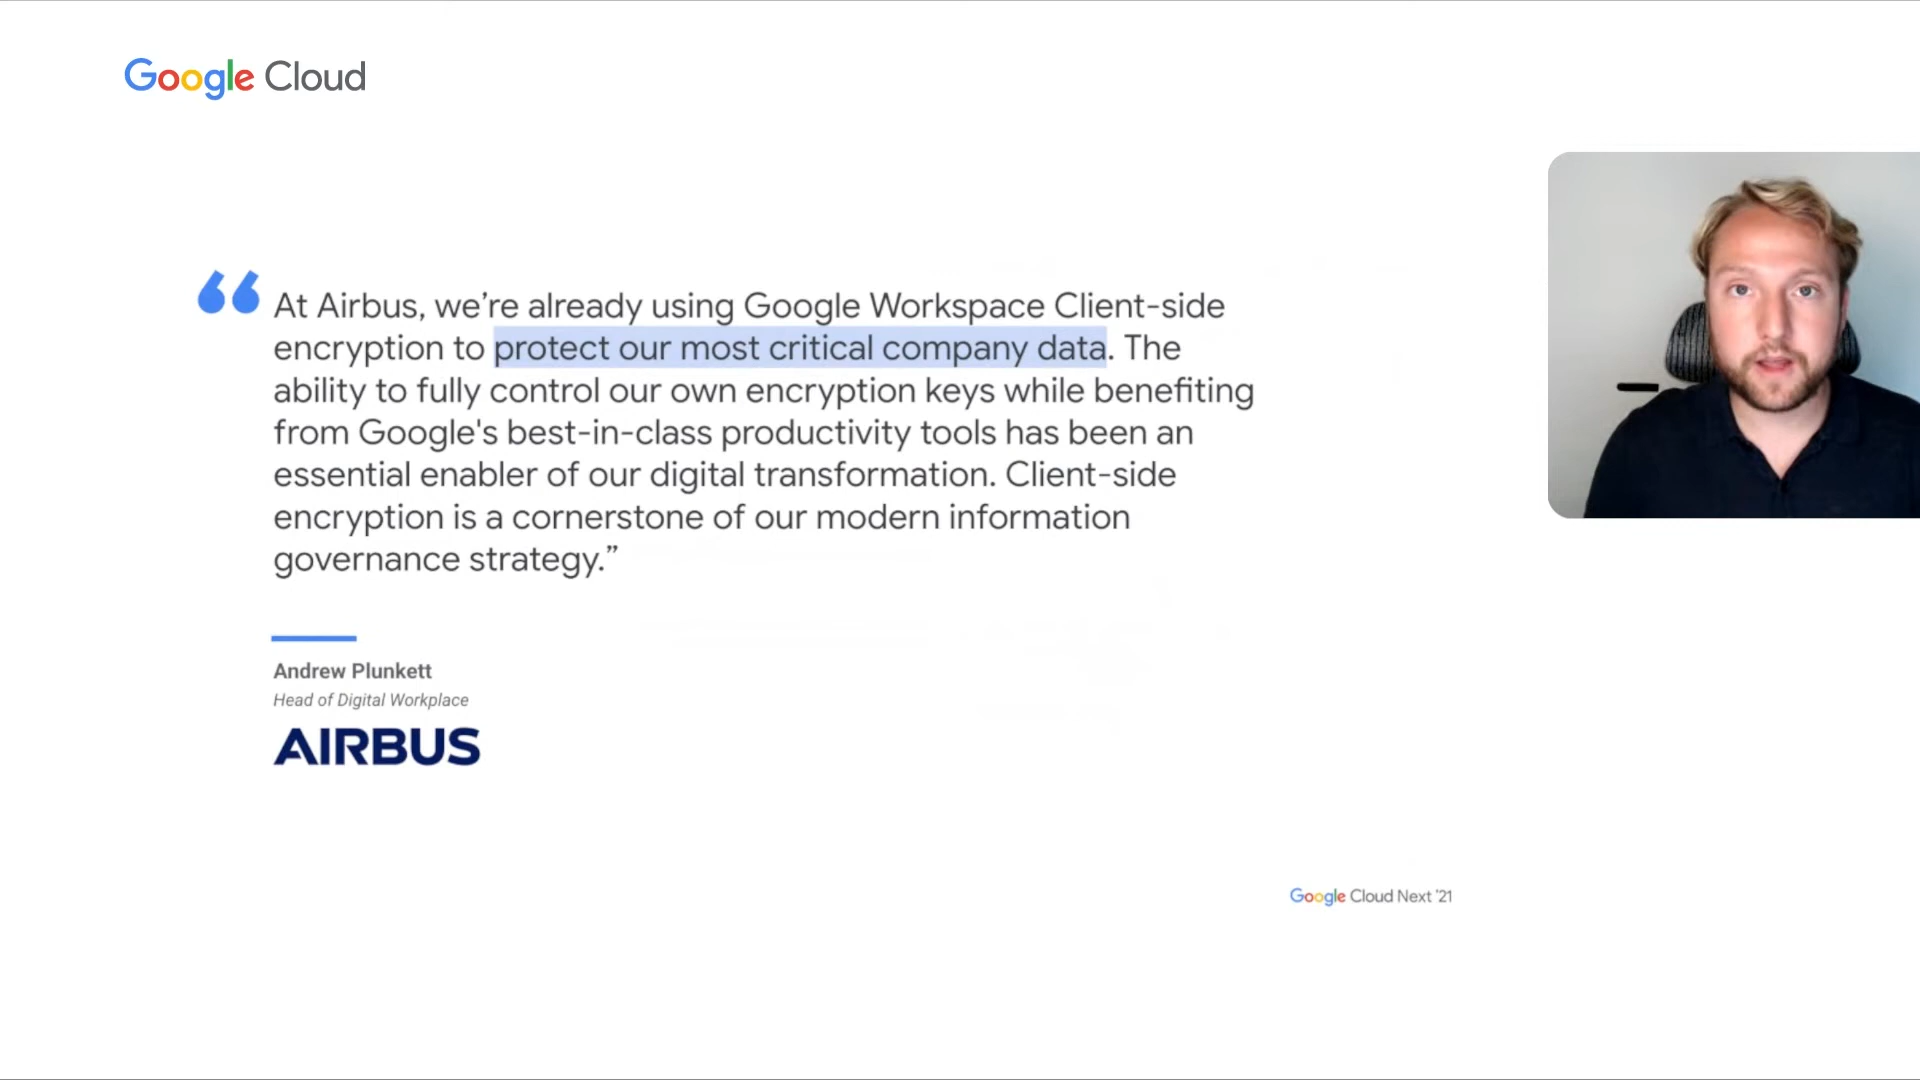 Google Cloud
“ At Airbus, we’re already using Google Workspace Client-side
encryption to protect our most critical company data. The
ability to fully control our own encryption keys while benefiting
from Google's best-in-class productivity tools has been an
essential enabler of our digital transformation. Client-side
encryption is a cornerstone of our modern information
governance strategy.”
Andrew Plunkett
Head of Digital Workplace
AIRBUS
Google Cloud Next '21